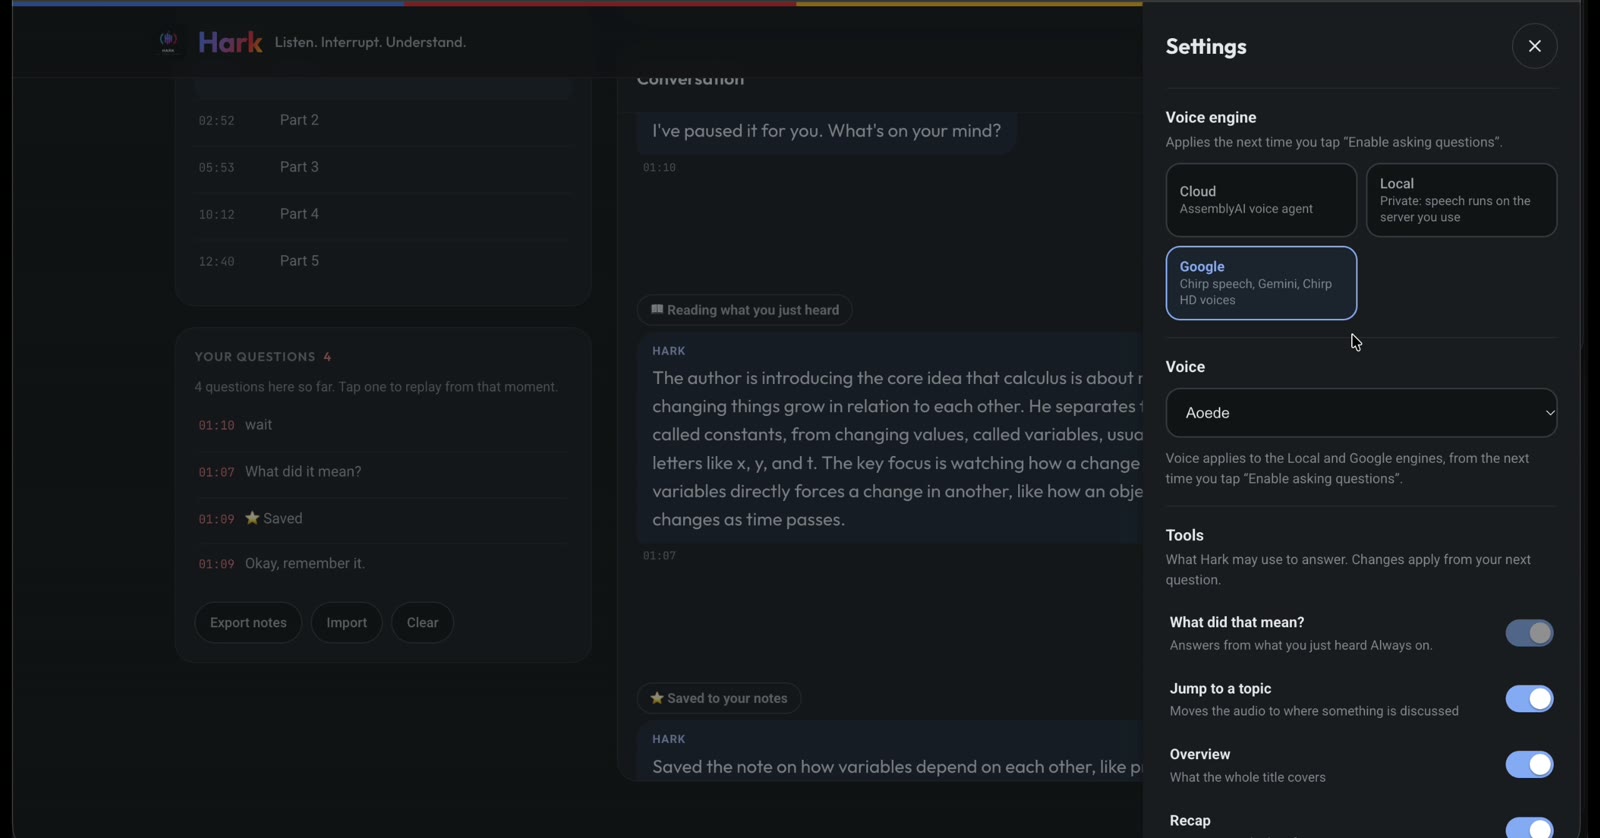 Hark
Listen. Interrupt. Understand.
02:52 Part 2
05:53 Part 3
10:12 Part 4
12:40 Part 5
YOUR QUESTIONS 4
4 questions here so far. Tap one to replay from that moment.
01:10 wait
01:07 What did it mean?
01:09 ⭐ Saved
01:09 Okay, remember it.
Export notes
Import
Clear
Conversation
I've paused it for you. What's on your mind?
01:10
Reading what you just heard
HARK
The author is introducing the core idea that calculus is about
changing things grow in relation to each other. He separates
called constants, from changing values, called variables,
letters like x, y, and t. The key focus is watching how a change
variables directly forces a change in another, like how an
changes as time passes.
01:07
⭐ Saved to your notes
HARK
Saved the note on how variables depend on each other, like
Settings
Voice engine
Applies the next time you tap “Enable asking questions”.
Cloud
AssemblyAI voice agent
Local
Private: speech runs on the
server you use
Google
Chirp speech, Gemini, Chirp
HD voices
Voice
Aoede
Voice applies to the Local and Google engines, from the next
time you tap “Enable asking questions”.
Tools
What Hark may use to answer. Changes apply from your next
question.
What did that mean?
Answers from what you just heard Always on.
Jump to a topic
Moves the audio to where something is discussed
Overview
What the whole title covers
Recap